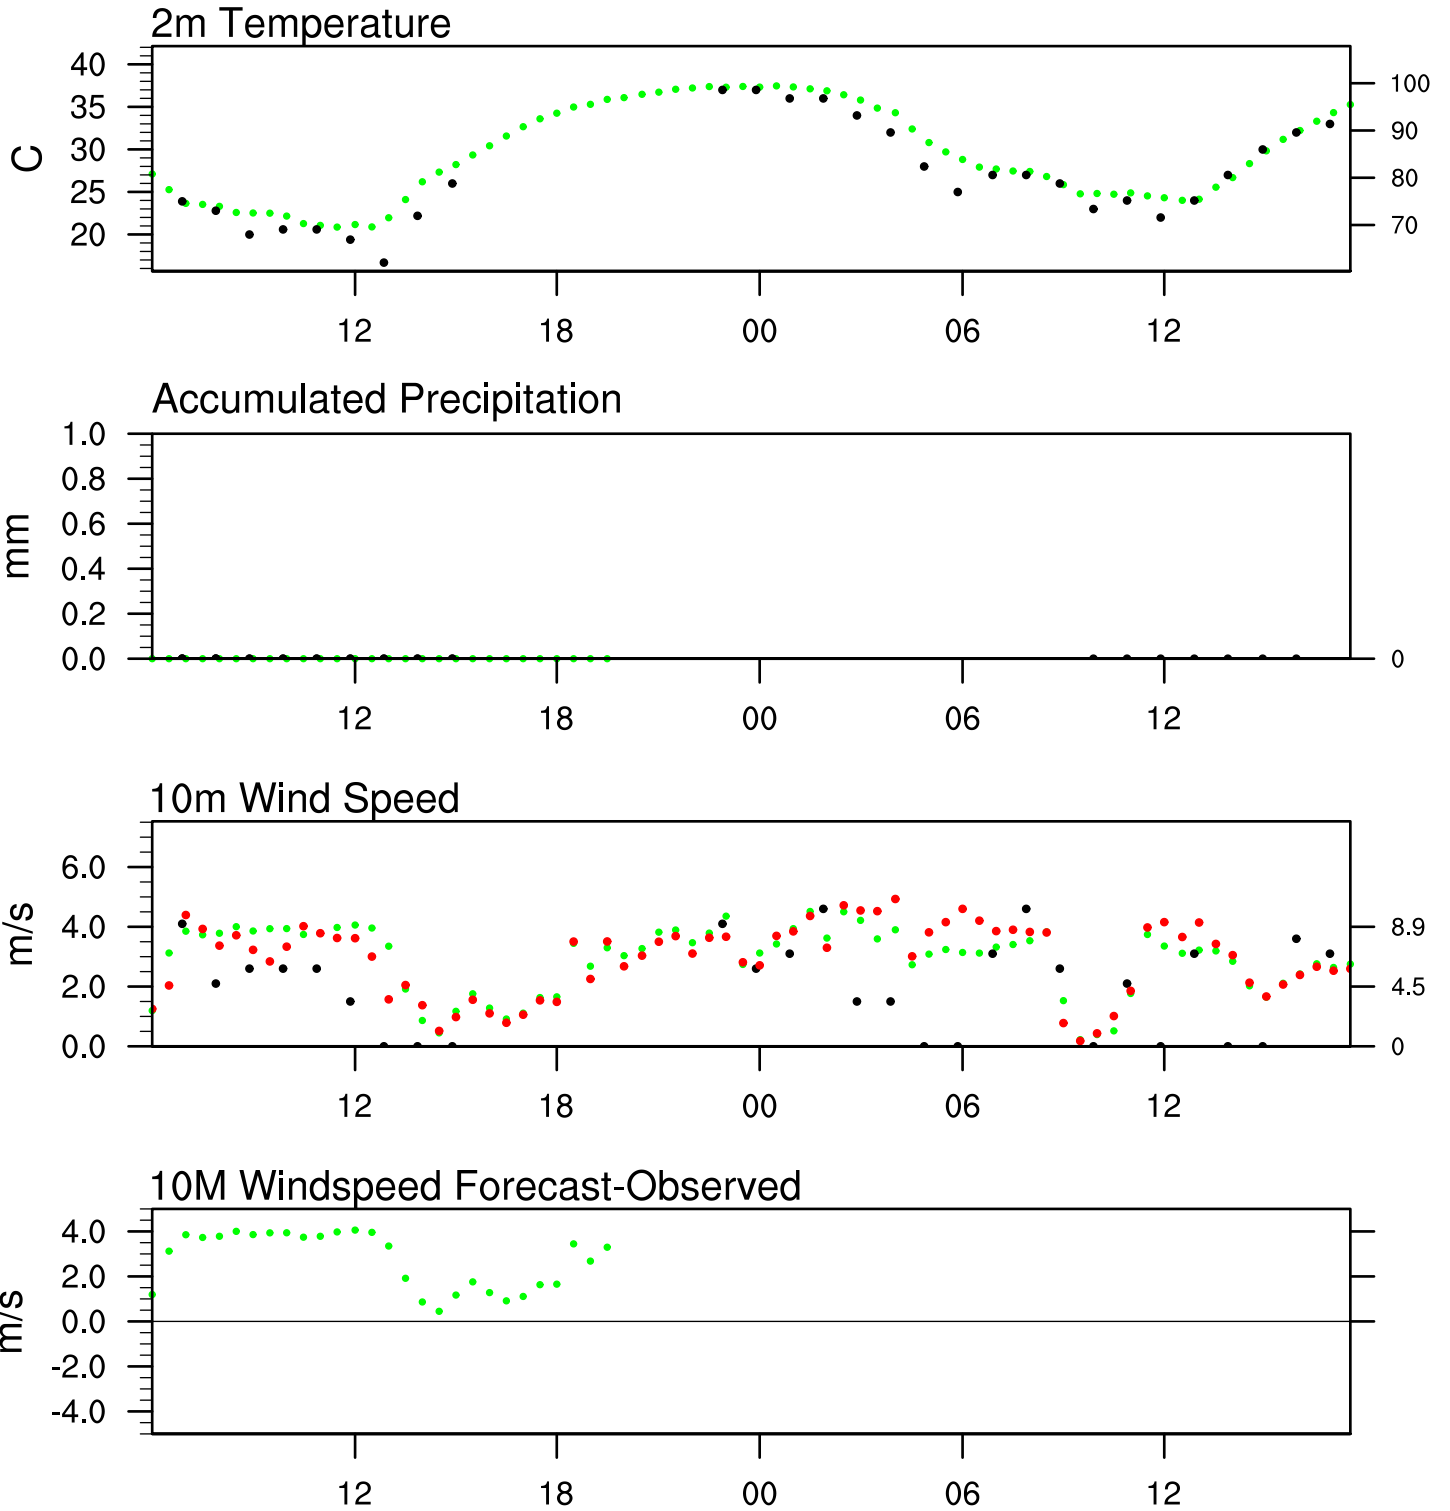 2m Temperature
40
35
30
25
20
C
100
90
80
70
12 18 00 06 12
Accumulated Precipitation
1.0
0.8
0.6
0.4
0.2
0.0
mm
0
12 18 00 06 12
10m Wind Speed
6.0
4.0
2.0
0.0
m/s
8.9
4.5
0
12 18 00 06 12
10M Windspeed Forecast-Observed
4.0
2.0
0.0
-2.0
-4.0
m/s
12 18 00 06 12